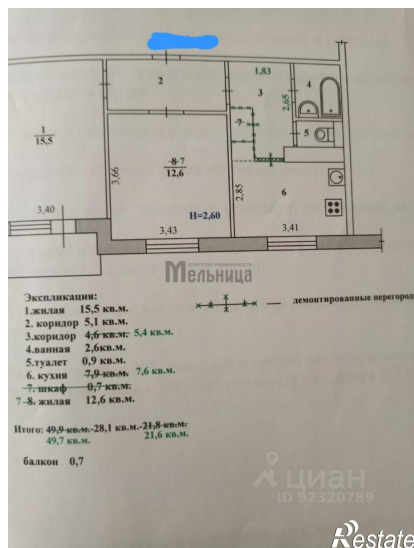 1,83
2
3
4
1
15,5
7
2,65
5
-8-7
12,6
3,66
2,85
6
3,40
Н=2,60
3,43
3,41
агентство недвижимости
Мельница
Экспликация:
1.жилая 15,5 кв.м.
2. коридор 5,1 кв.м.
3.коридор 4,6 кв.м. 5,4 кв.м.
4.ванная 2,6кв.м.
5.туалет 0,9 кв.м.
6. кухня 7,9 кв.м. 7,6 кв.м.
7. шкаф 0,7 кв.м.
7 8. жилая 12,6 кв.м.
демонтированные перегород
Итого: 49,9 кв.м.-28,1 кв.м.-21,8 кв.м.
49,7 кв.м. 21,6 кв.м.
балкон 0,7
циан
ID 92320789
Restate